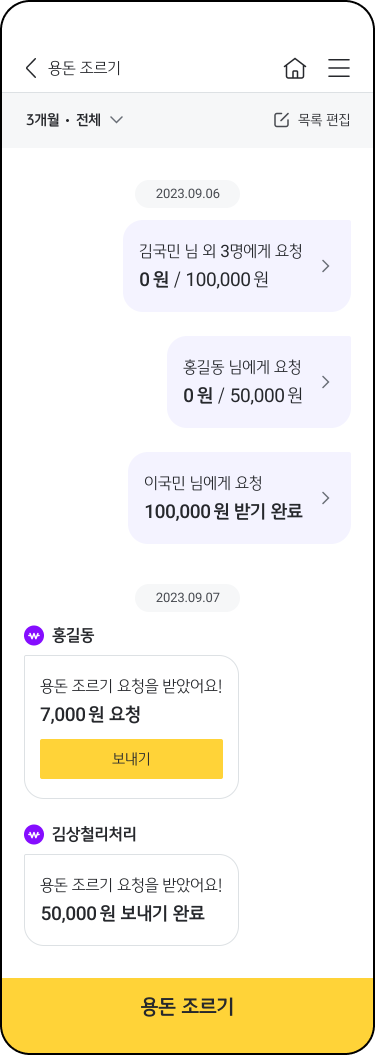 용돈 조르기
3개월 • 전체
목록 편집
2023.09.06
김국민 님 외 3명에게 요청
0 원 / 100,000 원
홍길동 님에게 요청
0 원 / 50,000 원
이국민 님에게 요청
100,000 원 받기 완료
2023.09.07
홍길동
용돈 조르기 요청을 받았어요!
7,000 원 요청
보내기
김상철리처리
용돈 조르기 요청을 받았어요!
50,000 원 보내기 완료
용돈 조르기